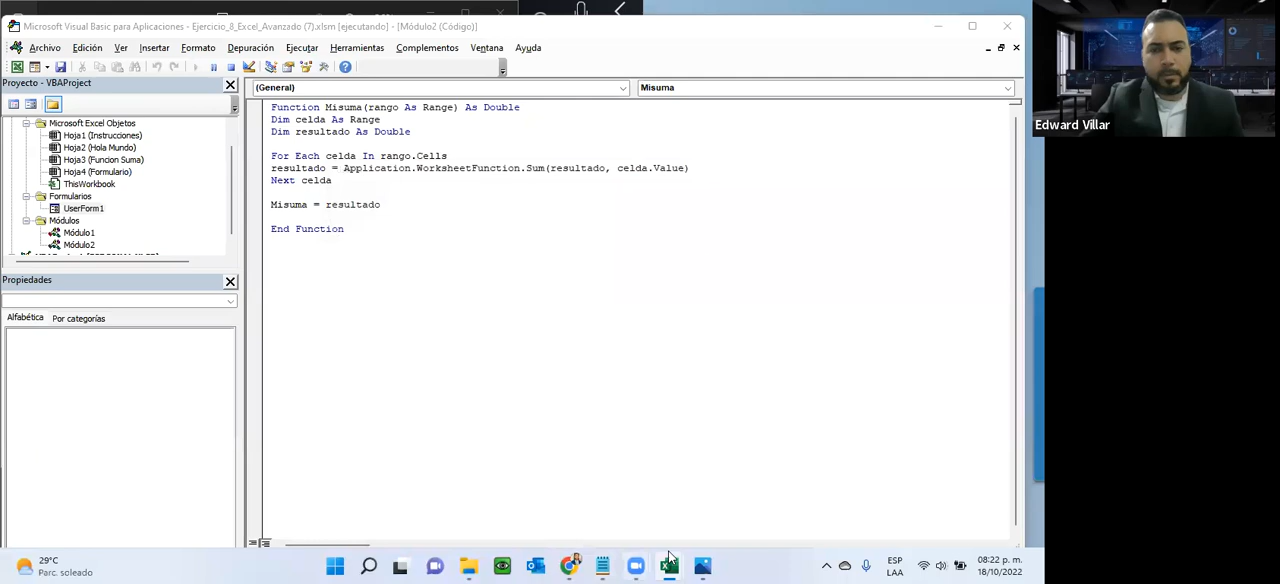 Microsoft Visual Basic para Aplicaciones - Ejercicio_8_Excel_Avanzado (7).xlsm [ejecutando] - [Módulo2 (Código)]
Archivo Edición Ver Insertar Formato Depuración Ejecutar Herramientas Complementos Ventana Ayuda
Proyecto - VBAProject
Microsoft Excel Objetos
Hoja1 (Instrucciones)
Hoja2 (Hola Mundo)
Hoja3 (Funcion Suma)
Hoja4 (Formulario)
ThisWorkbook
Formularios
UserForm1
Módulos
Módulo1
Módulo2
Propiedades
Alfabética Por categorías
(General) Misuma
Function Misuma(rango As Range) As Double
Dim celda As Range
Dim resultado As Double
For Each celda In rango.Cells
resultado = Application.WorksheetFunction.Sum(resultado, celda.Value)
Next celda
Misuma = resultado
End Function
Edward Villar
29°C
Parc. soleado
ESP
LAA
08:22 p. m.
18/10/2022